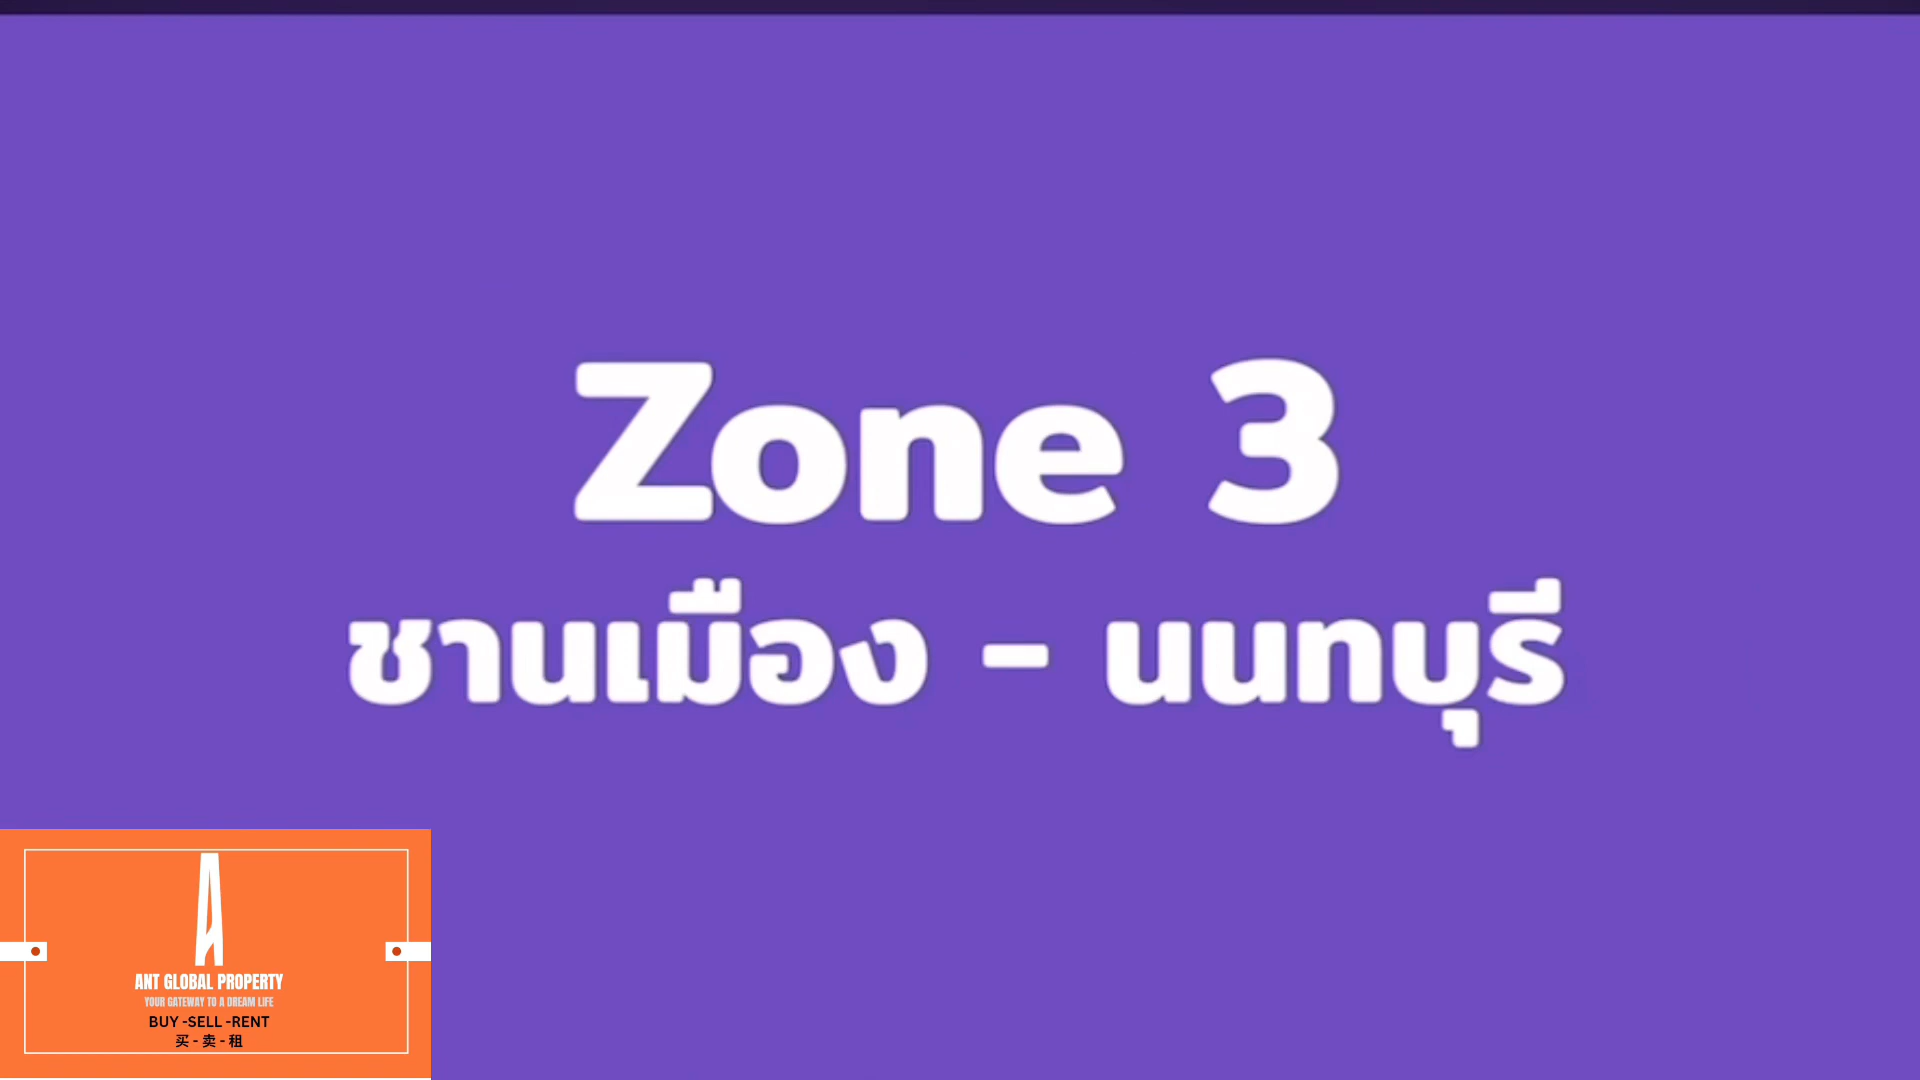 Zone 3
ชานเมือง - นนทบุรี
ANT GLOBAL PROPERTY
YOUR GATEWAY TO A DREAM LIFE
BUY -SELL -RENT
买 - 卖 - 租